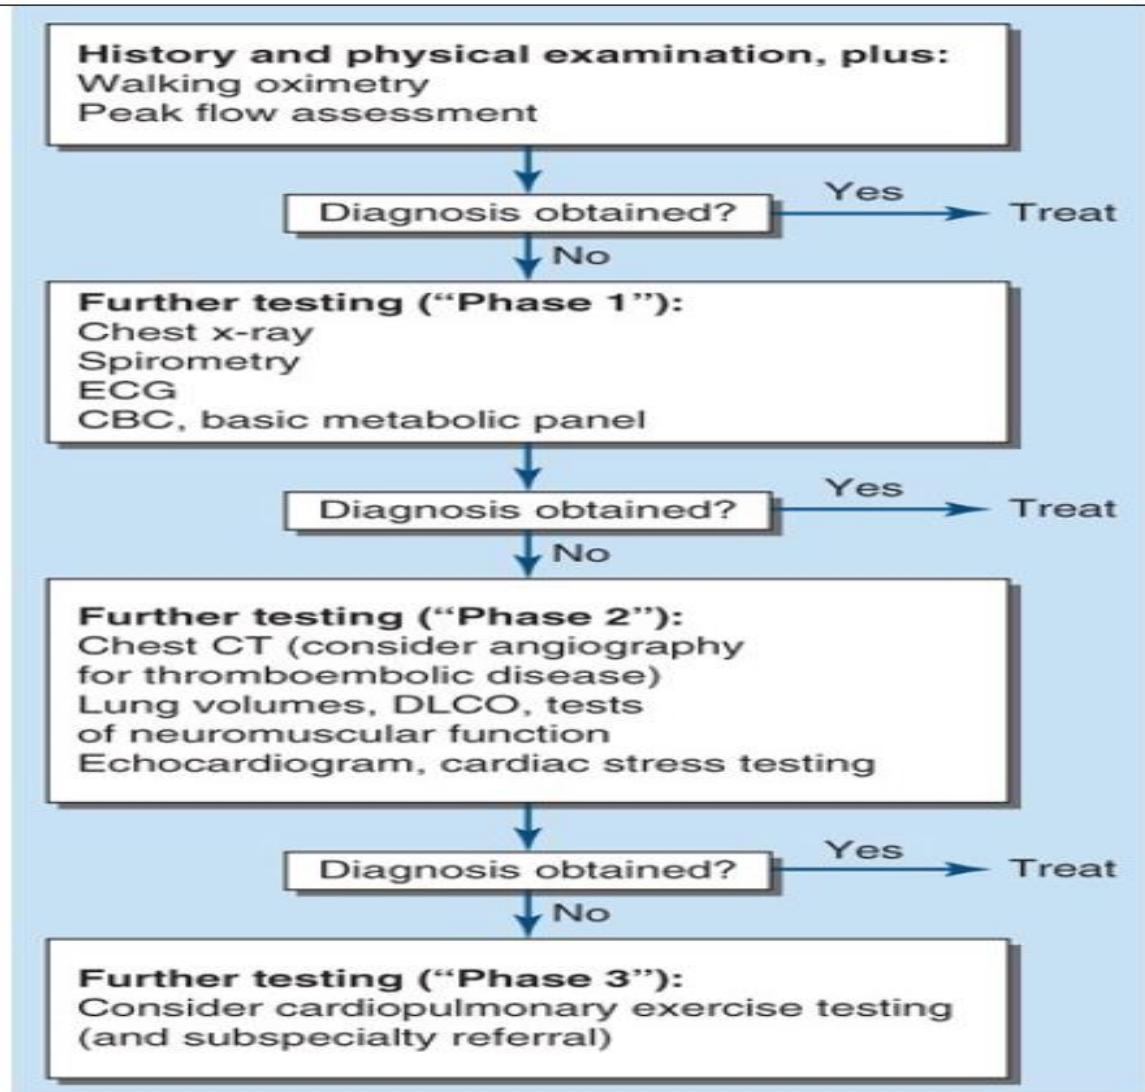 History and physical examination, plus:
Walking oximetry
Peak flow assessment
Diagnosis obtained?
Yes
Treat
No
Further testing (“Phase 1”):
Chest x-ray
Spirometry
ECG
CBC, basic metabolic panel
Diagnosis obtained?
Yes
Treat
No
Further testing (“Phase 2”):
Chest CT (consider angiography
for thromboembolic disease)
Lung volumes, DLCO, tests
of neuromuscular function
Echocardiogram, cardiac stress testing
Diagnosis obtained?
Yes
Treat
No
Further testing (“Phase 3”):
Consider cardiopulmonary exercise testing
(and subspecialty referral)